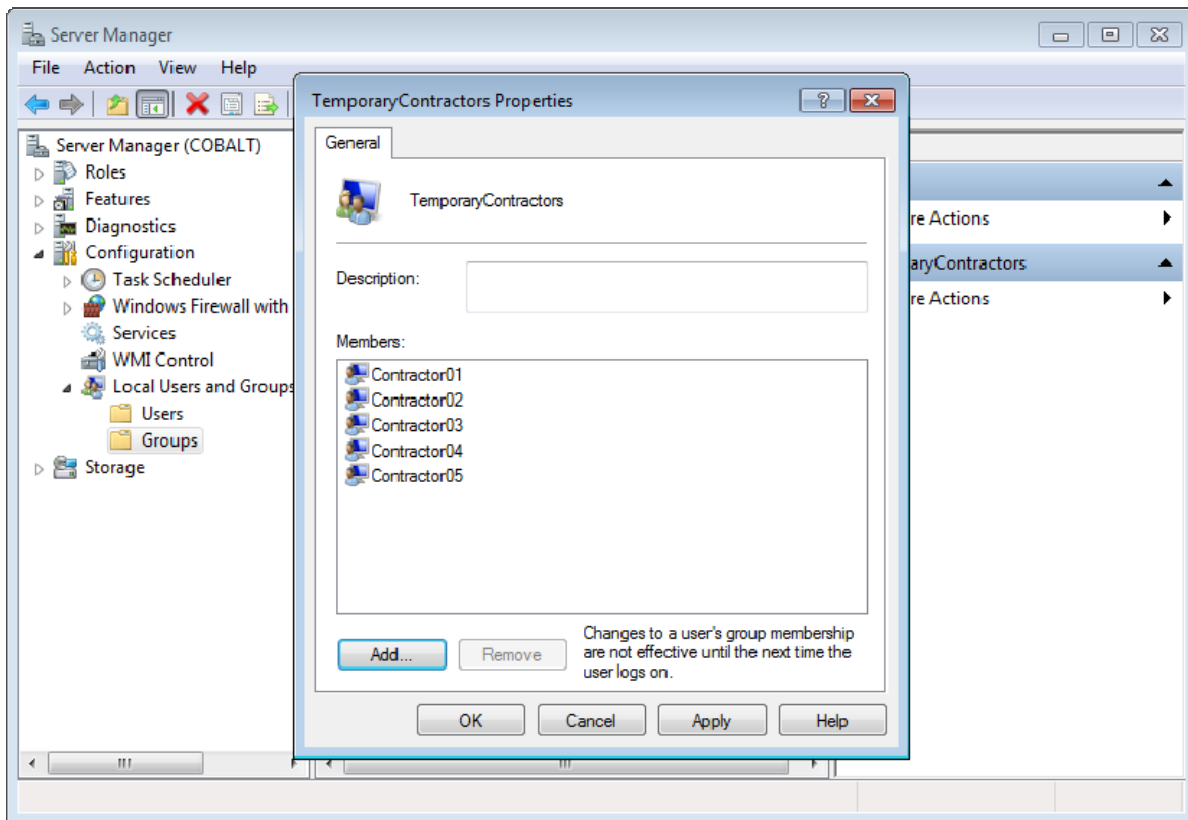 Server Manager
File Action View Help
Server Manager (COBALT)
Roles
Features
Diagnostics
Configuration
Task Scheduler
Windows Firewall with
Services
WMI Control
Local Users and Groups
Users
Groups
Storage
TemporaryContractors Properties
?
General
TemporaryContractors
Description:
Members:
Contractor01
Contractor02
Contractor03
Contractor04
Contractor05
Add...
Remove
Changes to a user's group membership
are not effective until the next time the
user logs on.
OK
Cancel
Apply
Help
re Actions
aryContractors
re Actions